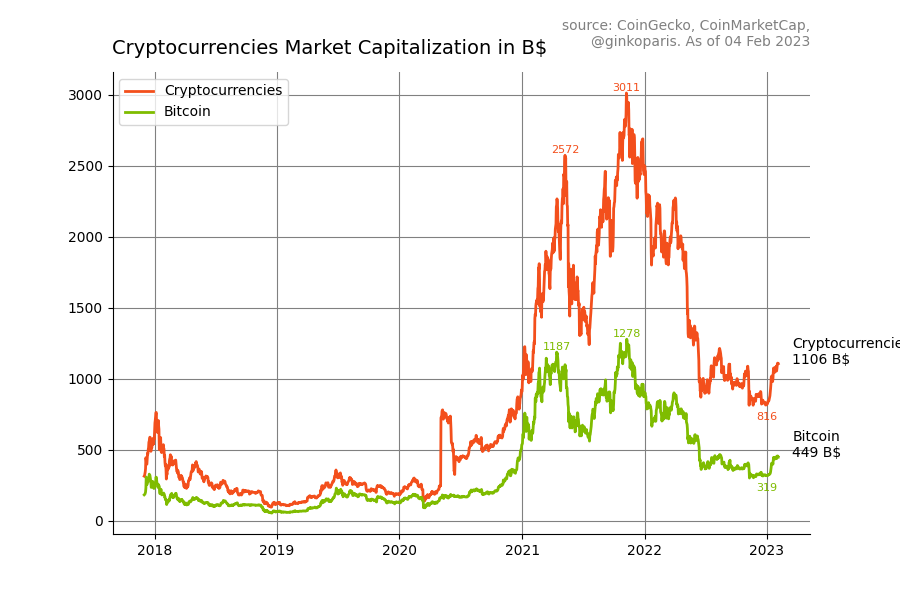 source: CoinGecko, CoinMarketCap,
@ginkoparis. As of 04 Feb 2023
Cryptocurrencies Market Capitalization in B$
Cryptocurrencies
Bitcoin
3000
2500
2000
1500
1000
500
0
3011
2572
1187
1278
816
319
Cryptocurrencie
1106 B$
Bitcoin
449 B$
2018
2019
2020
2021
2022
2023